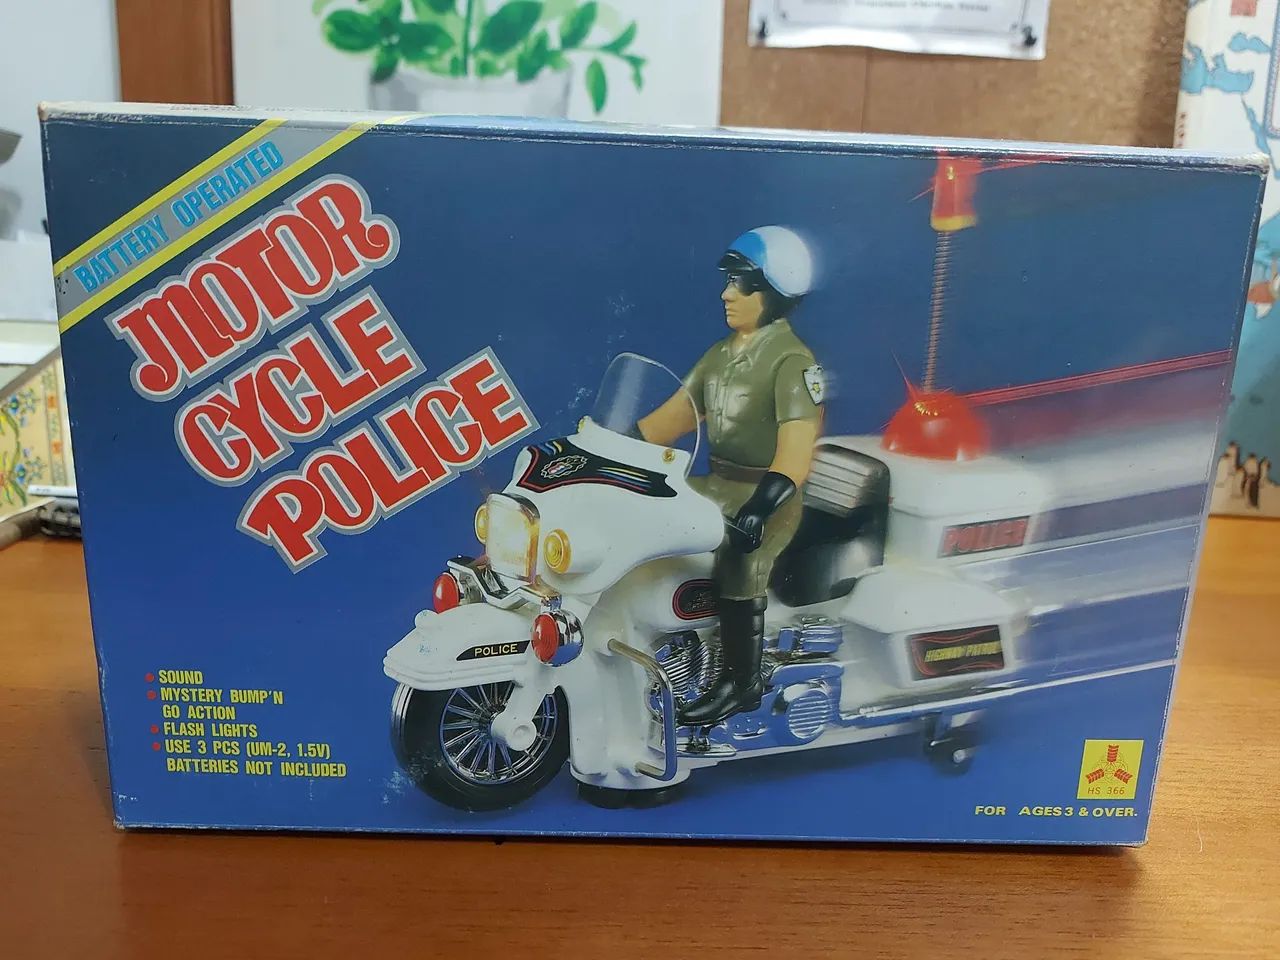 BATTERY OPERATED
MOTOR
CYCLE
POLICE
POLICE
HIGHWAY PATROL
POLICE
SOUND
MYSTERY BUMP'N
GO ACTION
FLASH LIGHTS
USE 3 PCS (UM-2, 1.5V)
BATTERIES NOT INCLUDED
HS 366
FOR AGES 3 & OVER.